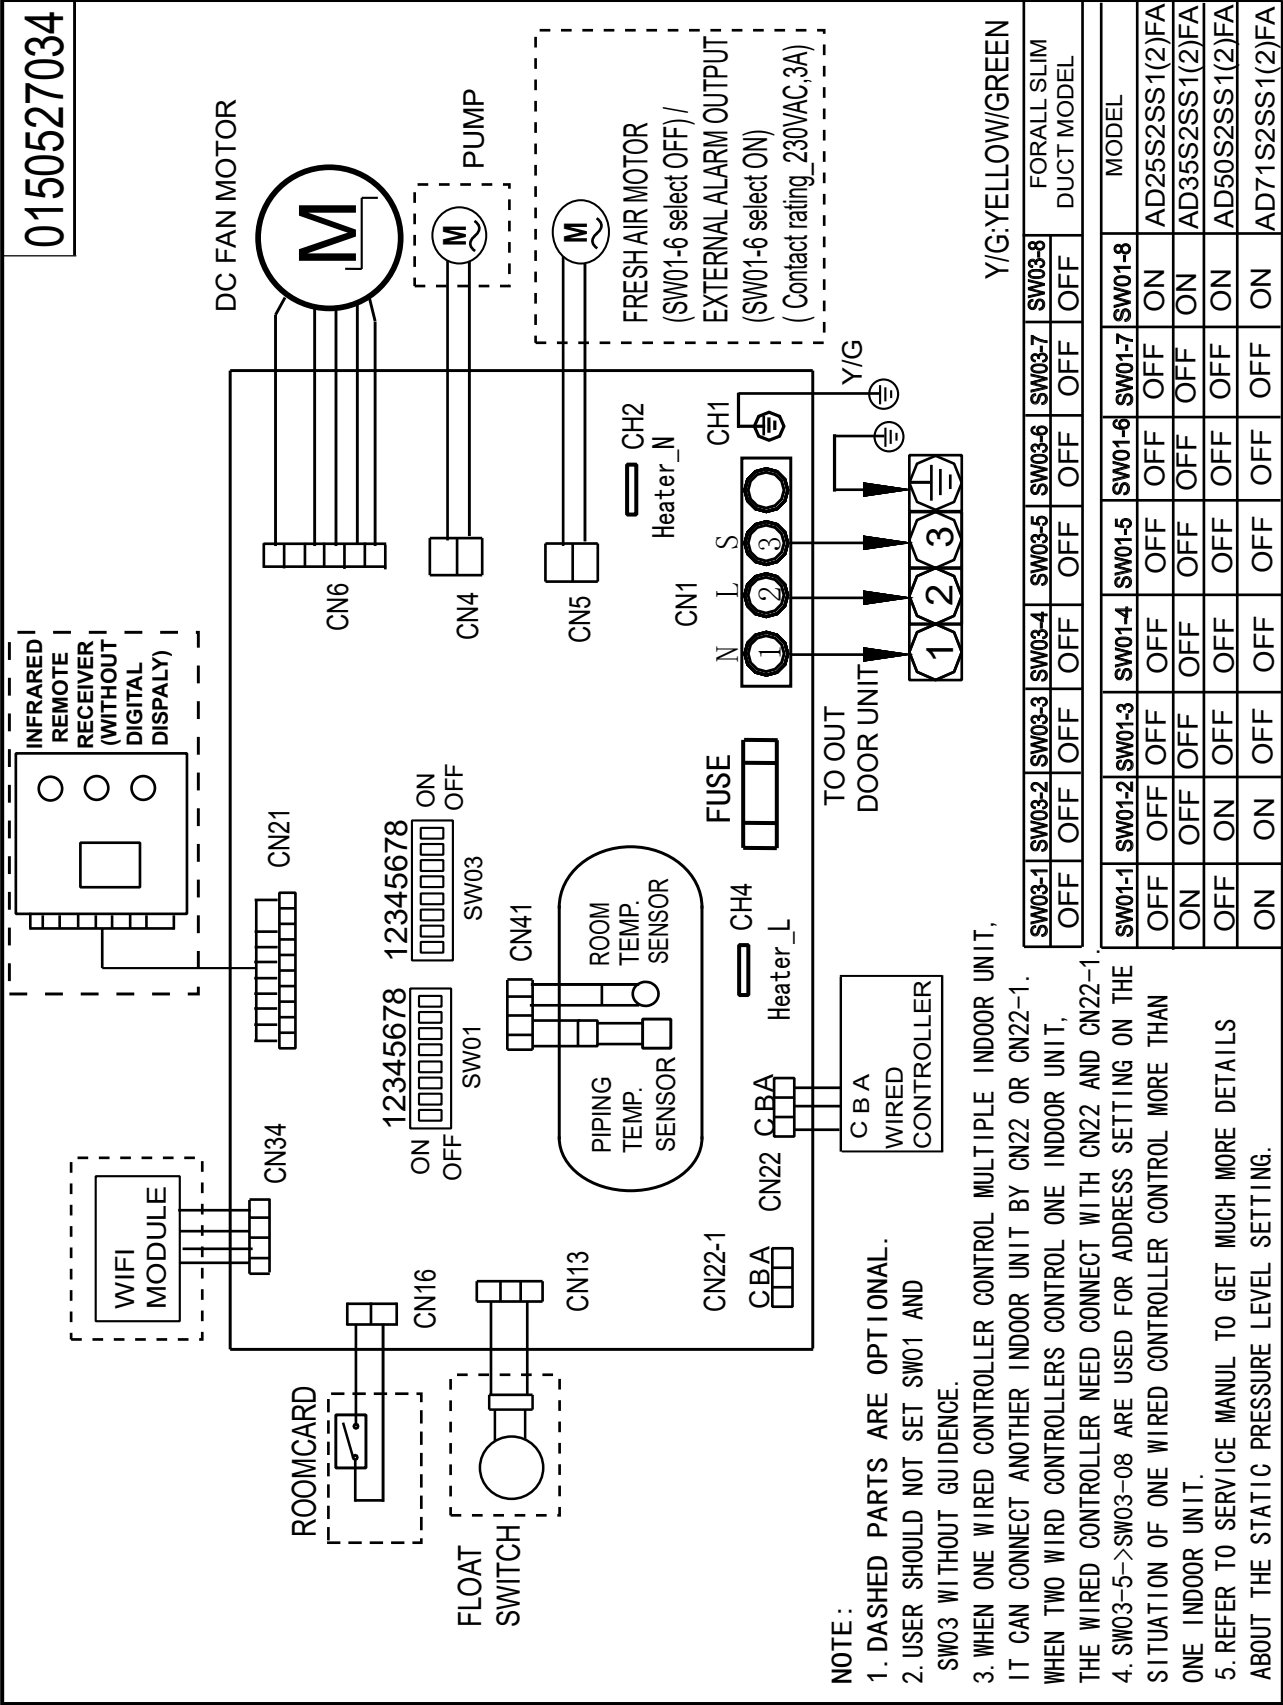 01505527034
INFRARED
REMOTE
RECEIVER
(WITHOUT
DIGITAL
DISPALY)
WIFI
MODULE
CN34
CN21
ROOMCARD
CN16
FLOAT
SWITCH
CN13
DC FAN MOTOR
M
CN6
PUMP
M
CN4
FRESH AIR MOTOR
(SW01-6 select OFF) /
EXTERNAL ALARM OUTPUT
(SW01-6 select ON)
( Contact rating_230VAC,3A)
M
CN5
12345678
ON
OFF
SW01
12345678
ON
OFF
SW03
CN41
PIPING
TEMP.
SENSOR
ROOM
TEMP.
SENSOR
CH4
Heater_L
CH2
Heater_N
FUSE
CN1
N L S
1 2 3
CH1
Y/G
TO OUT
DOOR UNIT
1 2 3
CN22-1
C B A
CN22
C B A
C B A
WIRED
CONTROLLER
Y/G:YELLOW/GREEN
NOTE:
1. DASHED PARTS ARE OPTIONAL.
2. USER SHOULD NOT SET SW01 AND
SW03 WITHOUT GUIDENCE.
3. WHEN ONE WIRED CONTROLLER CONTROL MULTIPLE INDOOR UNIT,
IT CAN CONNECT ANOTHER INDOOR UNIT BY CN22 OR CN22-1.
WHEN TWO WIRD CONTROLLERS CONTROL ONE INDOOR UNIT,
THE WIRED CONTROLLER NEED CONNECT WITH CN22 AND CN22-1.
4. SW03-5->SW03-08 ARE USED FOR ADDRESS SETTING ON THE
SITUATION OF ONE WIRED CONTROLLER CONTROL MORE THAN
ONE INDOOR UNIT.
5. REFER TO SERVICE MANUL TO GET MUCH MORE DETAILS
ABOUT THE STATIC PRESSURE LEVEL SETTING.
SW03-1 SW03-2 SW03-3 SW03-4 SW03-5 SW03-6 SW03-7 SW03-8 FORALL SLIM
OFF OFF OFF OFF OFF OFF OFF OFF DUCT MODEL
SW01-1 SW01-2 SW01-3 SW01-4 SW01-5 SW01-6 SW01-7 SW01-8 MODEL
OFF OFF OFF OFF OFF OFF OFF ON AD25S2SS1(2)FA
ON OFF OFF OFF OFF OFF OFF ON AD35S2SS1(2)FA
OFF ON OFF OFF OFF OFF OFF ON AD50S2SS1(2)FA
ON ON OFF OFF OFF OFF OFF ON AD71S2SS1(2)FA